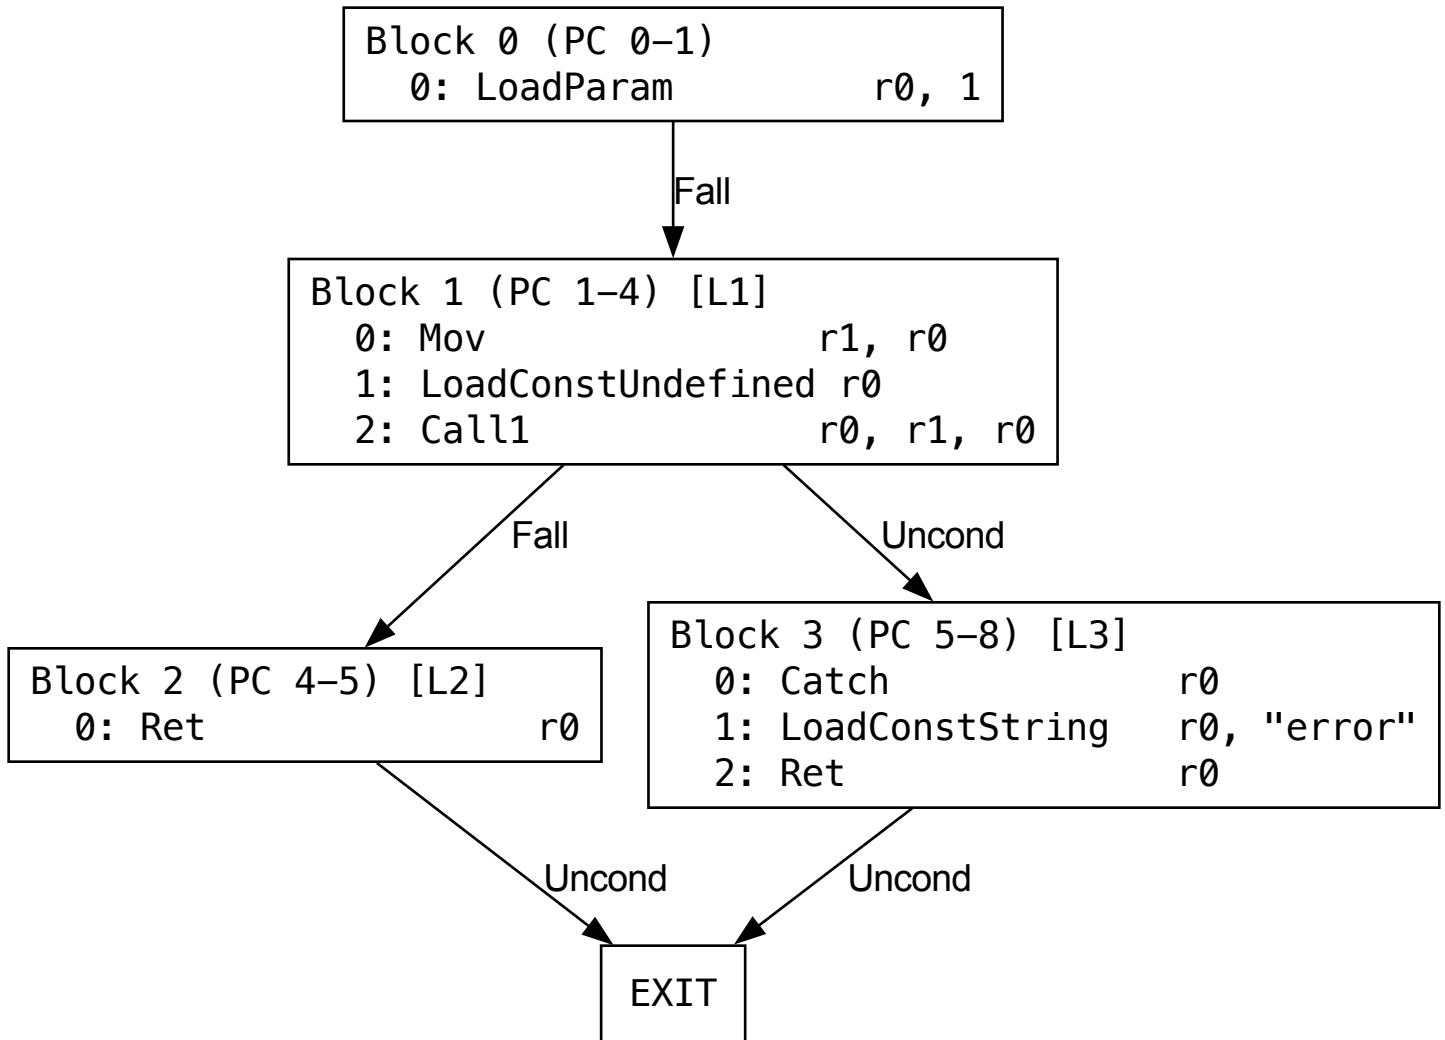 Block 0 (PC 0–1)
0: LoadParam r0, 1
Fall
Block 1 (PC 1–4) [L1]
0: Mov r1, r0
1: LoadConstUndefined r0
2: Call1 r0, r1, r0
Fall
Uncond
Block 2 (PC 4–5) [L2]
0: Ret r0
Block 3 (PC 5–8) [L3]
0: Catch r0
1: LoadConstString r0, "error"
2: Ret r0
Uncond
Uncond
EXIT